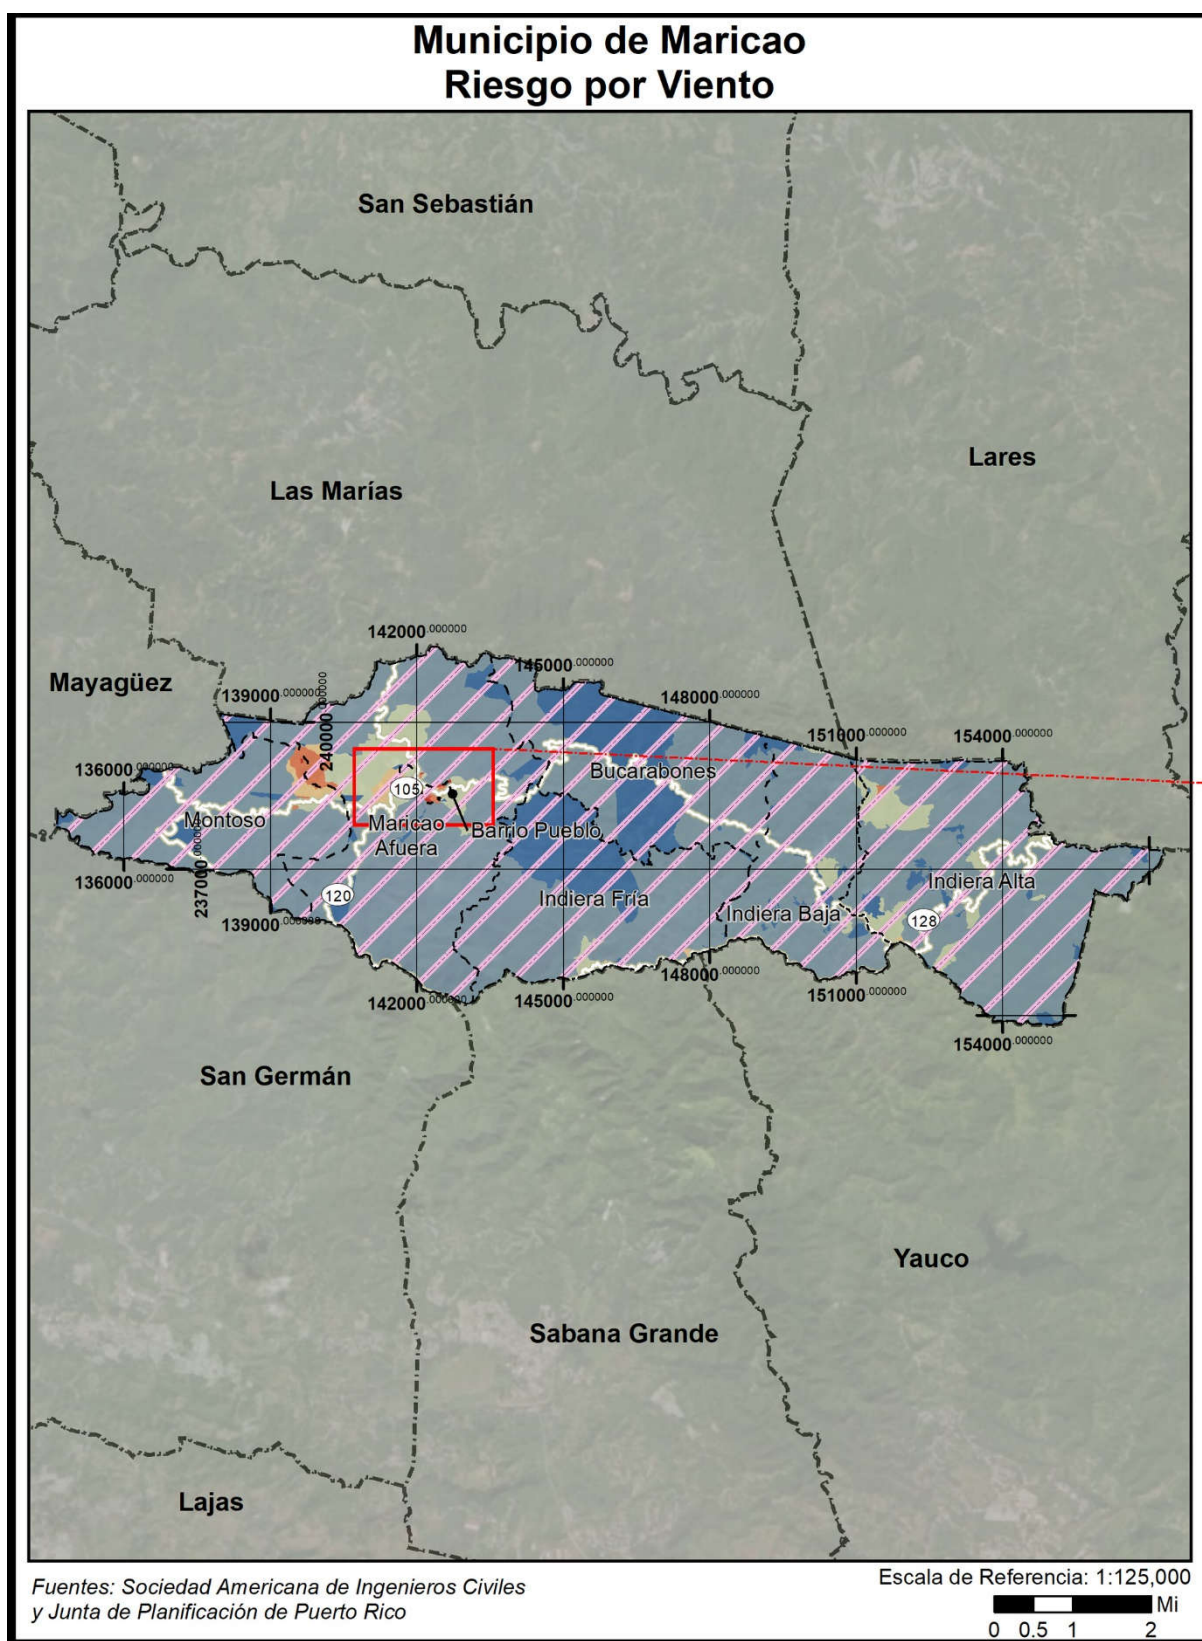 Municipio de Maricao
Riesgo por Viento
San Sebastián
Lares
Las Marías
142000.000000
Mayagüez
145000.000000
139000.000000
148000.000000
240000.000000
151000.000000
154000.000000
136000.000000
Bucarabones
105
Montoso
Maricao
Afuera
Barrio Pueblo
136000.000000
237000.000000
120
Indiera Fría
Indiera Alta
Indiera Baja
128
139000.000000
148000.000000
142000.000000
145000.000000
151000.000000
154000.000000
San Germán
Yauco
Sabana Grande
Lajas
Fuentes: Sociedad Americana de Ingenieros Civiles
y Junta de Planificación de Puerto Rico
Escala de Referencia: 1:125,000
Mi
0 0.5 1 2